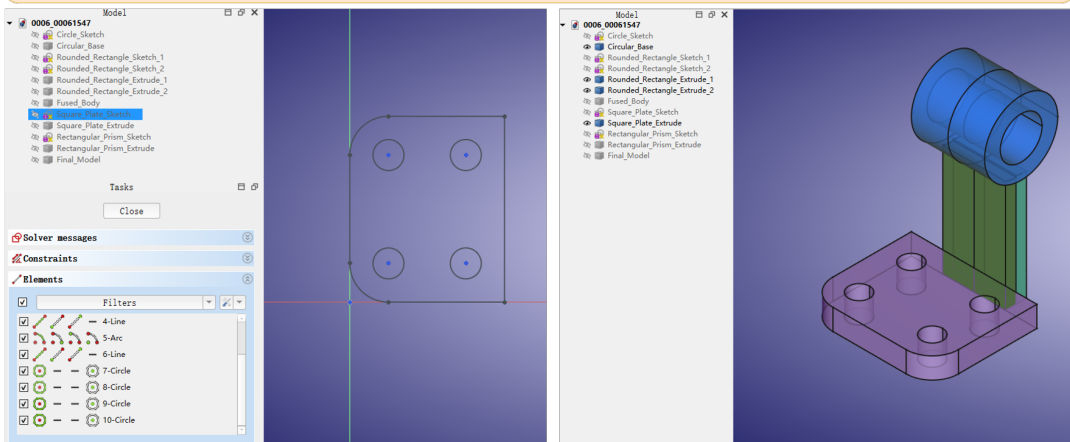 Model
0006_00061547
Circle_Sketch
Circular_Base
Rounded_Rectangle_Sketch_1
Rounded_Rectangle_Sketch_2
Rounded_Rectangle_Extrude_1
Rounded_Rectangle_Extrude_2
Fused_Body
Square_Plate_Sketch
Square_Plate_Extrude
Rectangular_Prism_Sketch
Rectangular_Prism_Extrude
Final_Model
Tasks
Close
Solver messages
Constraints
Elements
Filters
4-Line
5-Arc
6-Line
7-Circle
8-Circle
9-Circle
10-Circle
Model
0006_00061547
Circle_Sketch
Circular_Base
Rounded_Rectangle_Sketch_1
Rounded_Rectangle_Sketch_2
Rounded_Rectangle_Extrude_1
Rounded_Rectangle_Extrude_2
Fused_Body
Square_Plate_Sketch
Square_Plate_Extrude
Rectangular_Prism_Sketch
Rectangular_Prism_Extrude
Final_Model